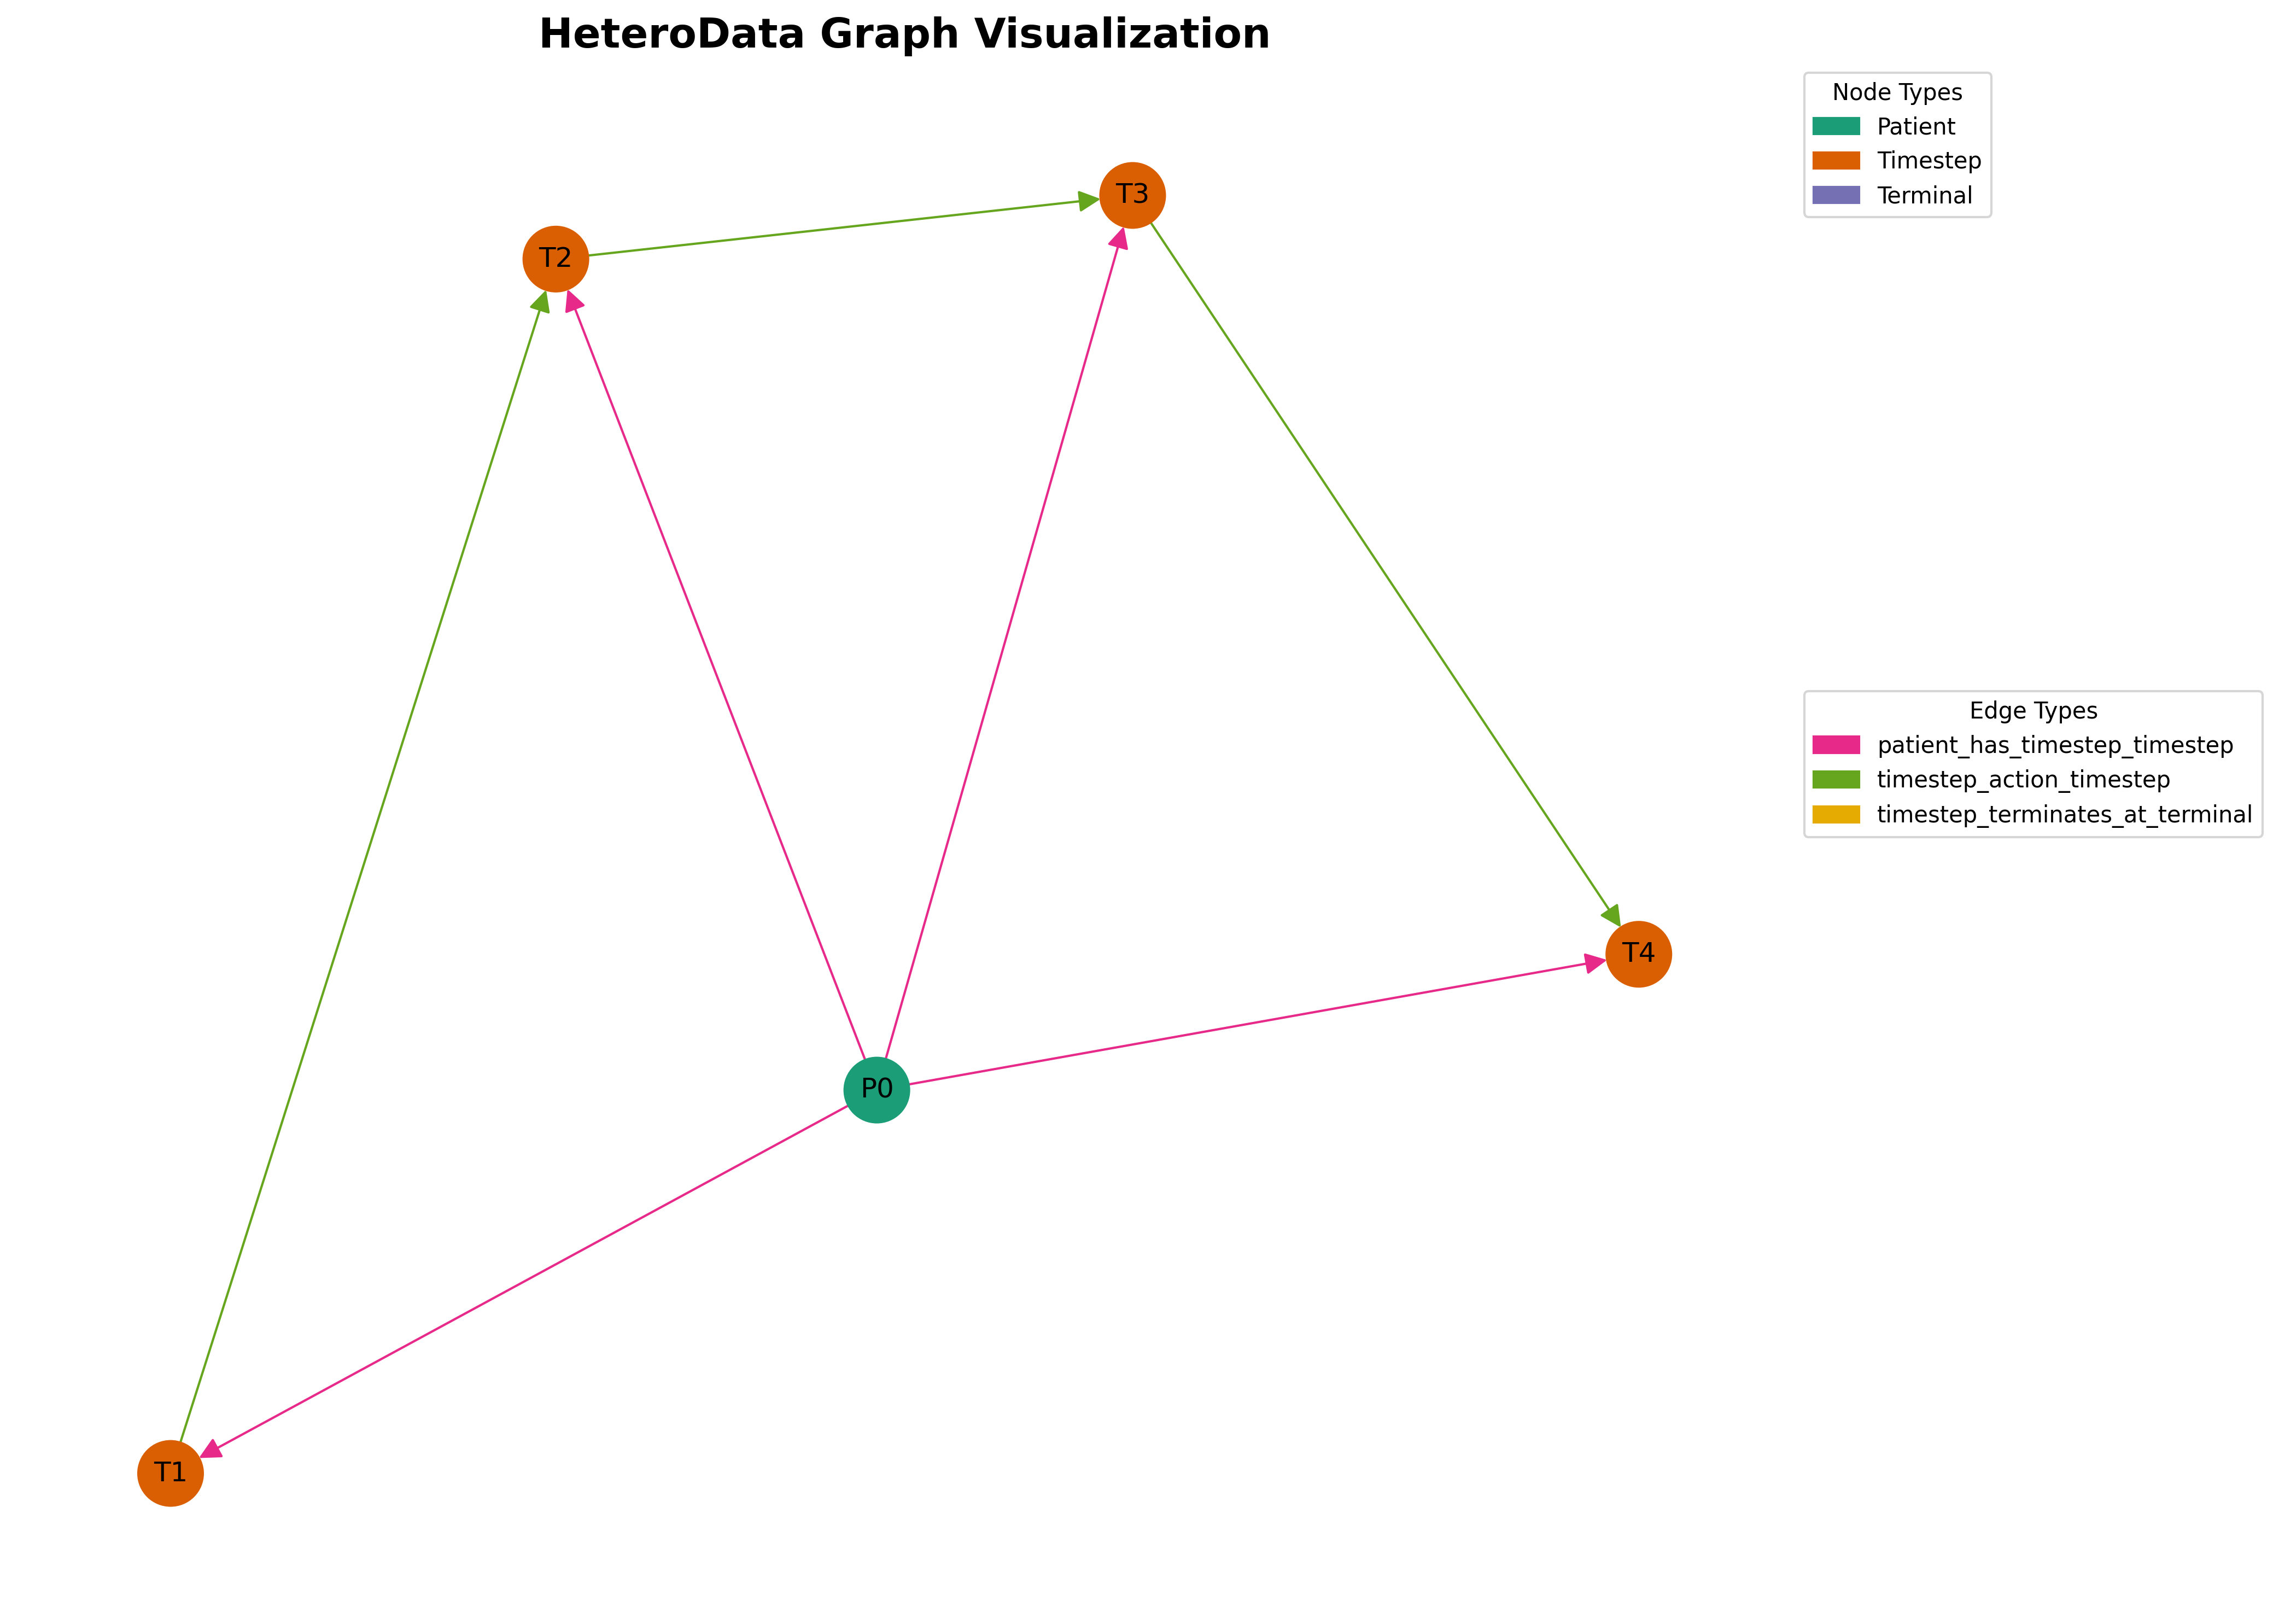 HeteroData Graph Visualization
Node Types
Patient
Timestep
Terminal
T3
T2
Edge Types
patient_has_timestep_timestep
timestep_action_timestep
timestep_terminates_at_terminal
T4
P0
T1